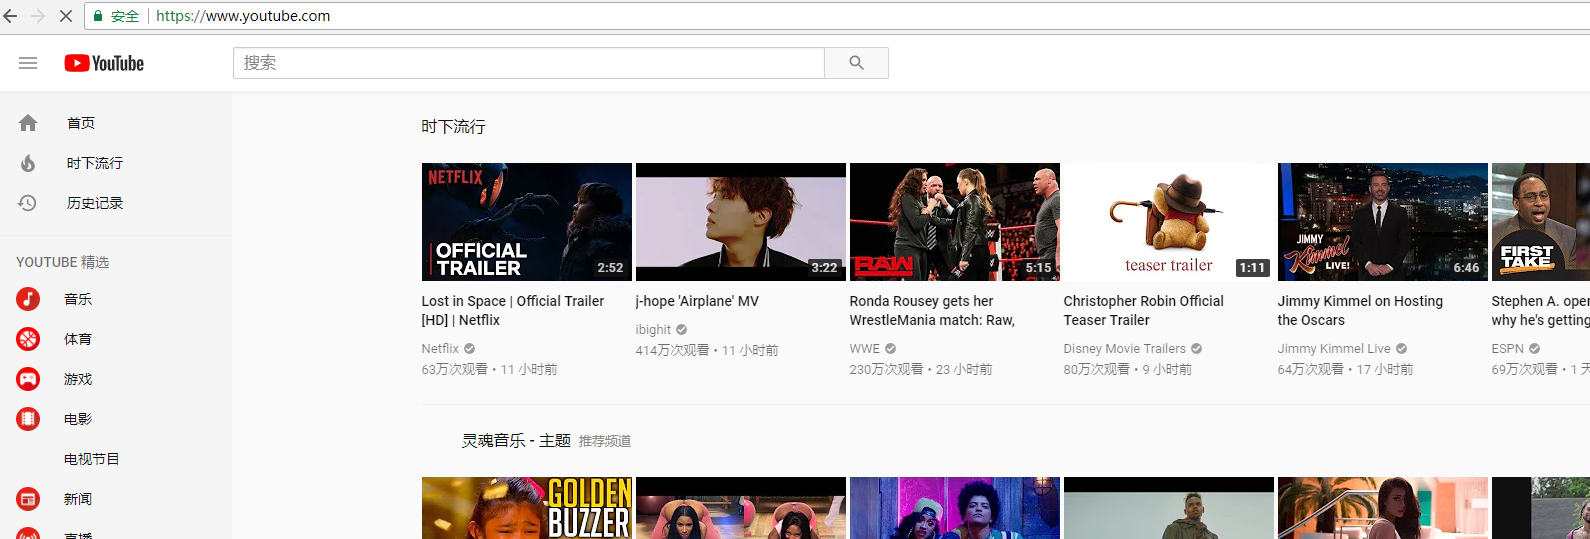 安全 https://www.youtube.com
YouTube
搜索
首页
时下流行
历史记录
YOUTUBE 精选
音乐
体育
游戏
电影
电视节目
新闻
直播
时下流行
NETFLIX
OFFICIAL
TRAILER
2:52
Lost in Space | Official Trailer
[HD] | Netflix
Netflix
63万次观看 • 11 小时前
3:22
j-hope 'Airplane' MV
ibighit
414万次观看 • 11 小时前
RAW
5:15
Ronda Rousey gets her
WrestleMania match: Raw,
WWE
230万次观看 • 23 小时前
teaser trailer
1:11
Christopher Robin Official
Teaser Trailer
Disney Movie Trailers
80万次观看 • 9 小时前
JIMMY
Kimmel
LIVE!
6:46
Jimmy Kimmel on Hosting
the Oscars
Jimmy Kimmel Live
64万次观看 • 17 小时前
FIRST
TAKE
Stephen A. oper
why he's getting
ESPN
69万次观看 • 1 天
灵魂音乐 - 主题 推荐频道
GOLDEN
BUZZER